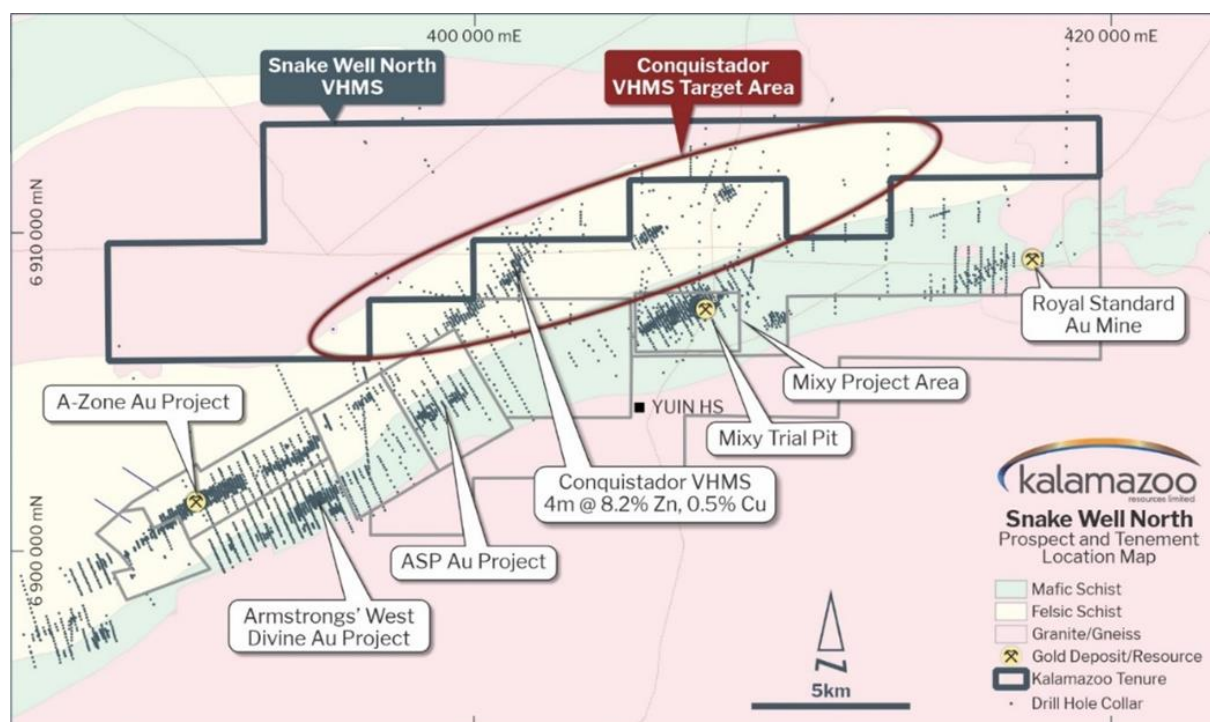 400 000 mE
420 000 mE
Snake Well North
VHMS
Conquistador
VHMS Target Area
6 910 000 mN
Royal Standard
Au Mine
Mixy Project Area
A-Zone Au Project
YUIN HS
Mixy Trial Pit
Conquistador VHMS
4m @ 8.2% Zn, 0.5% Cu
6 900 000 mN
ASP Au Project
Armstrongs' West
Divine Au Project
N
5km
kalamazoo
resources limited
Snake Well North
Prospect and Tenement
Location Map
Mafic Schist
Felsic Schist
Granite/Gneiss
Gold Deposit/Resource
Kalamazoo Tenure
Drill Hole Collar